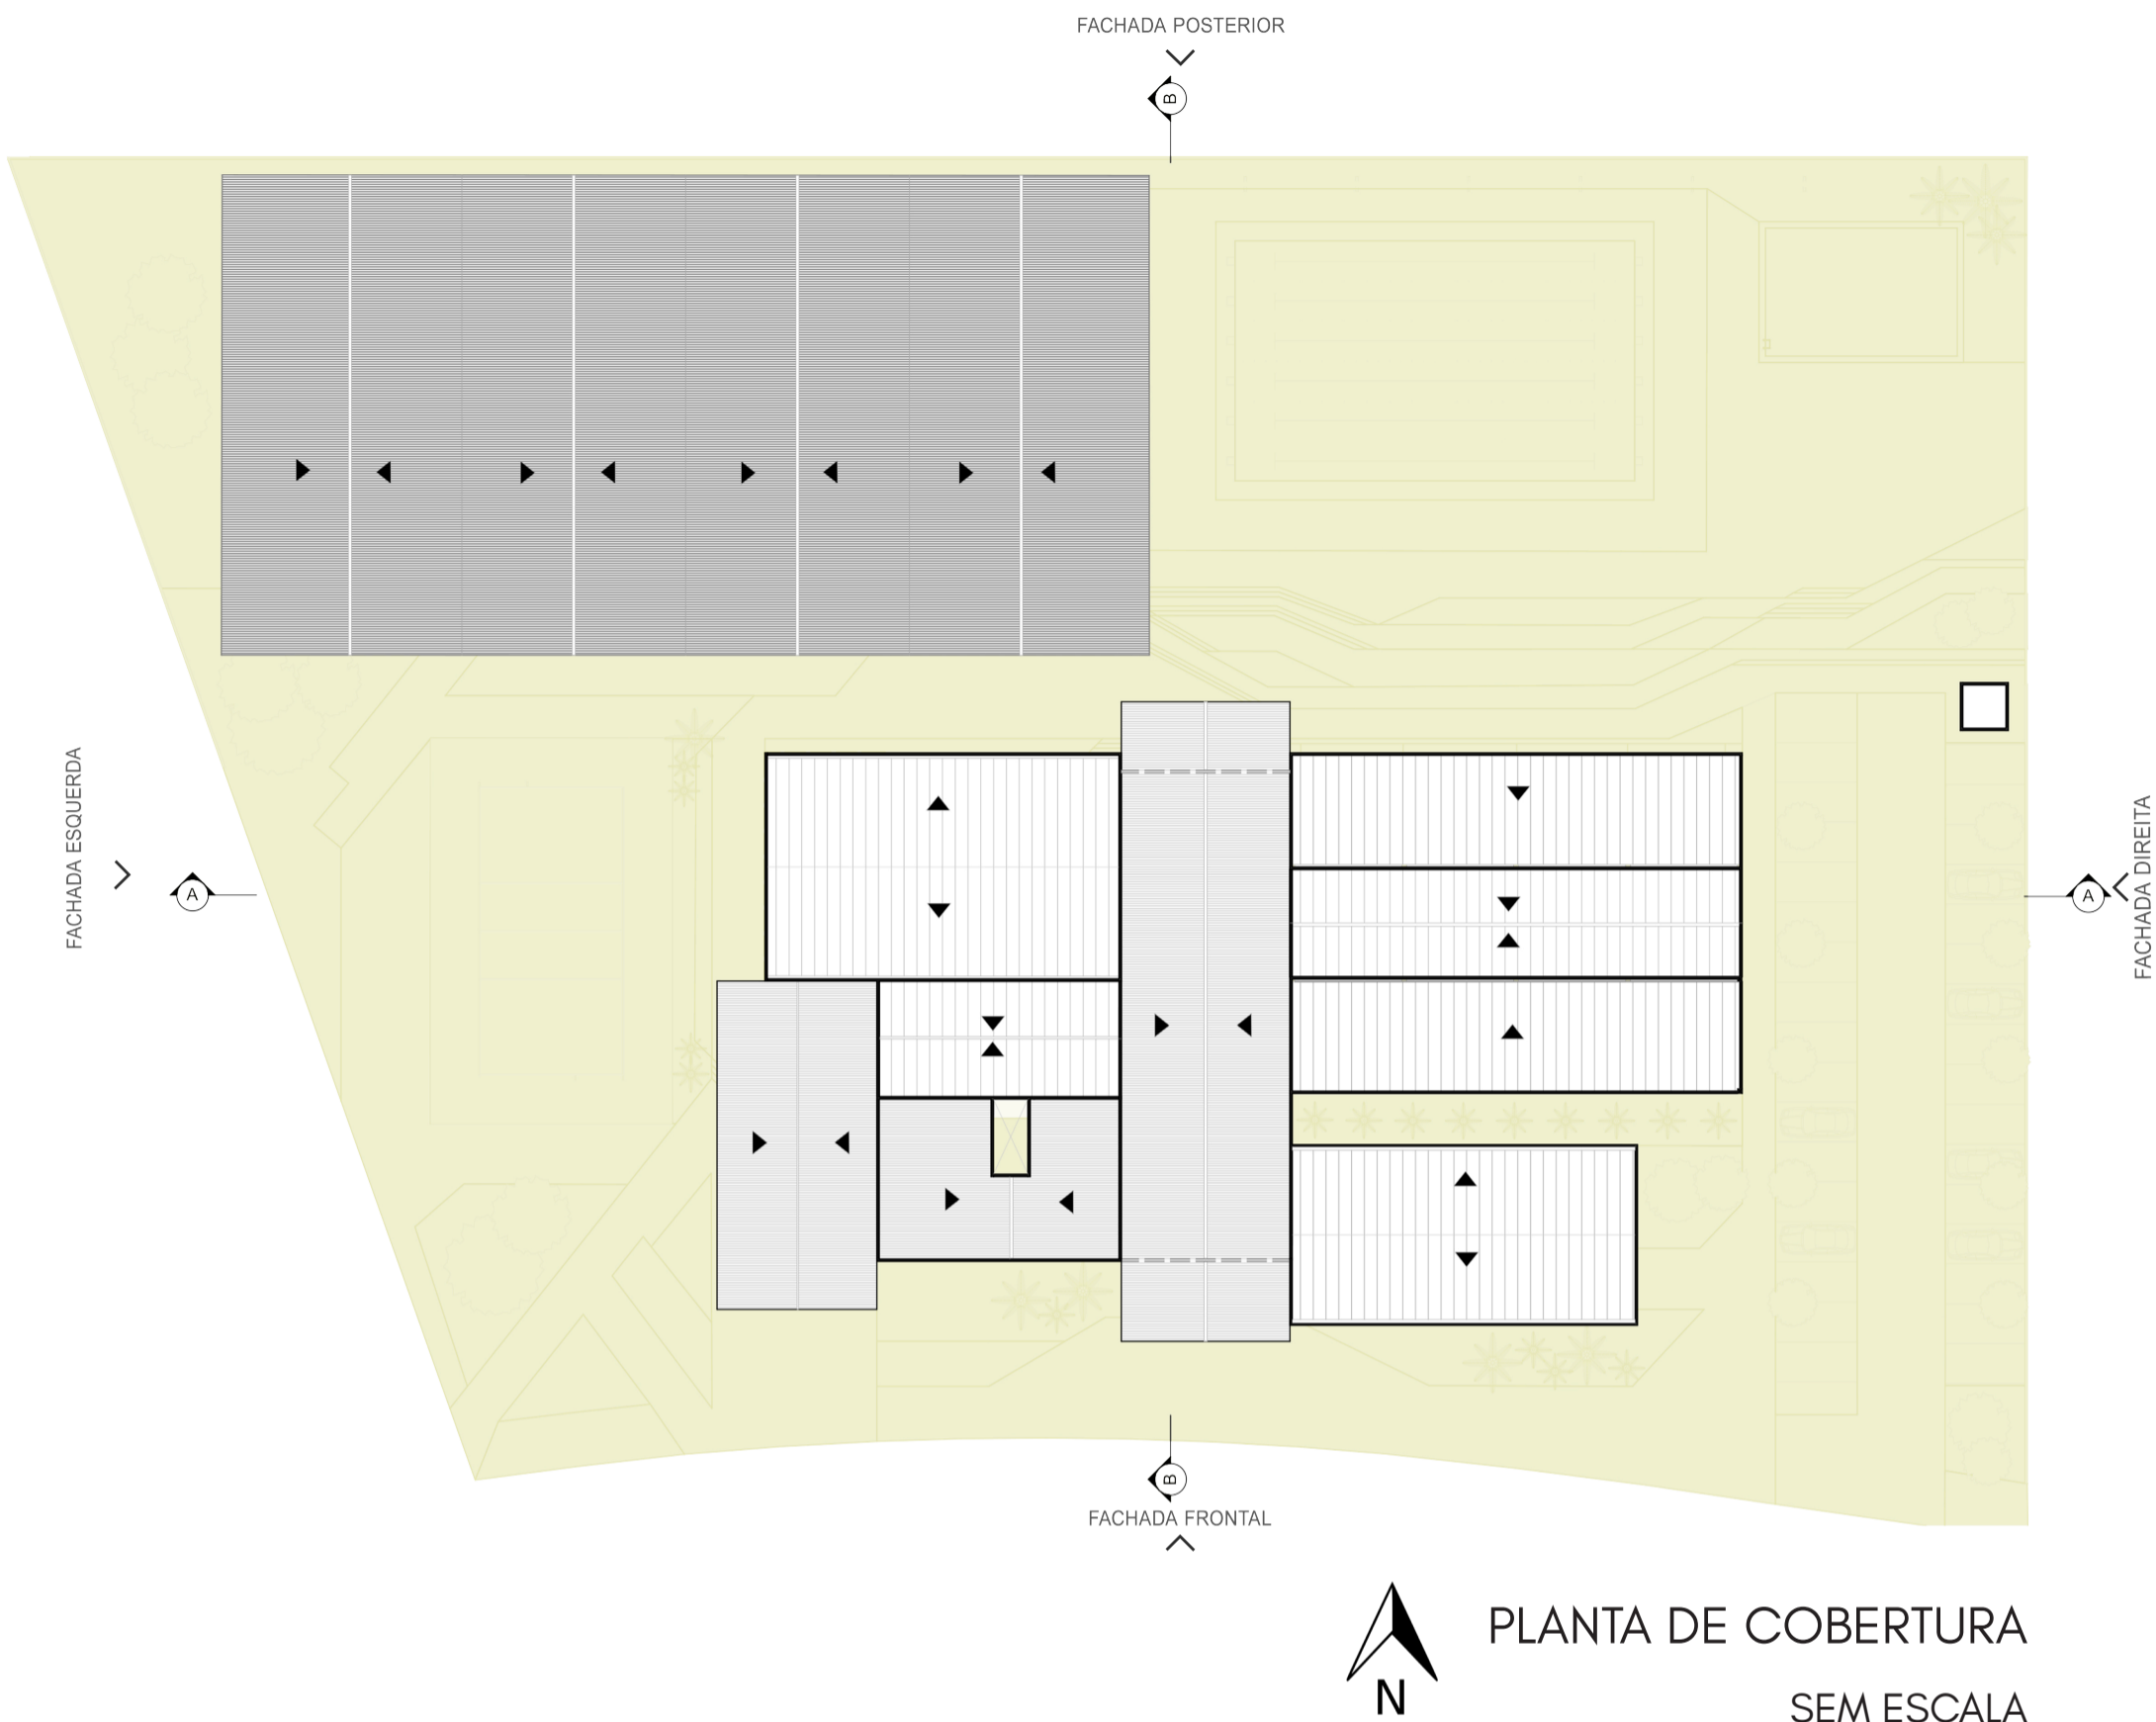 FACHADA POSTERIOR
B
FACHADA ESQUERDA
A
A
FACHADA DIREITA
B
FACHADA FRONTAL
N
PLANTA DE COBERTURA
SEM ESCALA